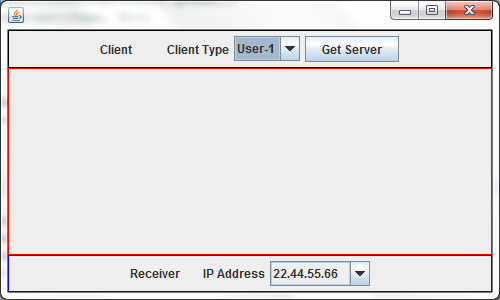 Client Client Type User-1 Get Server
Receiver IP Address 22.44.55.66